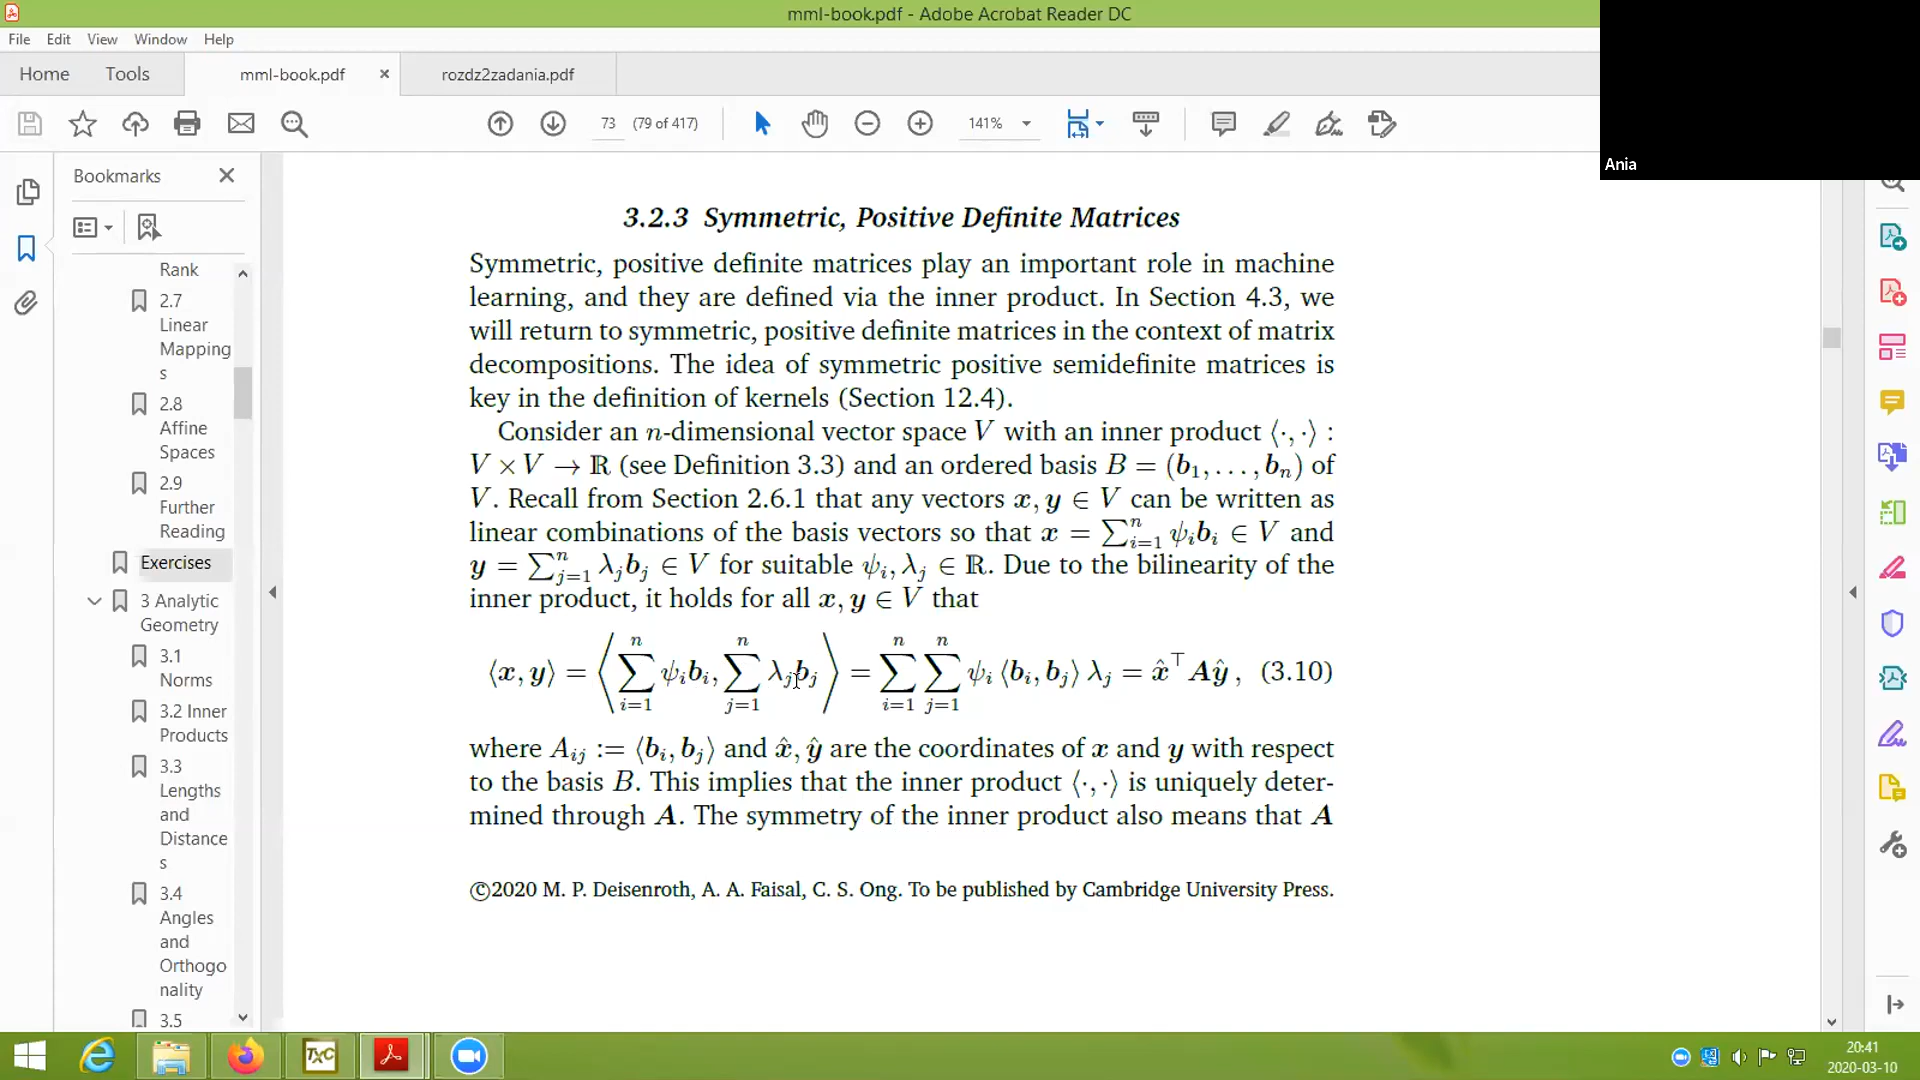 mml-book.pdf - Adobe Acrobat Reader DC
File Edit View Window Help
Home Tools mml-book.pdf × rozdz2zadania.pdf
73 (79 of 417) 141%
Ania
Bookmarks
Rank
2.7
Linear
Mapping
s
2.8
Affine
Spaces
2.9
Further
Reading
Exercises
3 Analytic
Geometry
3.1
Norms
3.2 Inner
Products
3.3
Lengths
and
Distance
s
3.4
Angles
and
Orthogo
nality
3.5
3.2.3 Symmetric, Positive Definite Matrices
Symmetric, positive definite matrices play an important role in machine
learning, and they are defined via the inner product. In Section 4.3, we
will return to symmetric, positive definite matrices in the context of matrix
decompositions. The idea of symmetric positive semidefinite matrices is
key in the definition of kernels (Section 12.4).
Consider an n-dimensional vector space V with an inner product ⟨·, ·⟩ :
V × V → ℝ (see Definition 3.3) and an ordered basis B = (b₁, . . . , bₙ) of
V. Recall from Section 2.6.1 that any vectors x, y ∈ V can be written as
linear combinations of the basis vectors so that x = ∑ⁿᵢ₌₁ ψᵢbᵢ ∈ V and
y = ∑ⁿⱼ₌₁ λⱼbⱼ ∈ V for suitable ψᵢ, λⱼ ∈ ℝ. Due to the bilinearity of the
inner product, it holds for all x, y ∈ V that
⟨x, y⟩ = ⟨∑ⁿᵢ₌₁ ψᵢbᵢ, ∑ⁿⱼ₌₁ λⱼbⱼ⟩ = ∑ⁿᵢ₌₁ ∑ⁿⱼ₌₁ ψᵢ ⟨bᵢ, bⱼ⟩ λⱼ = x̂⊤Aŷ , (3.10)
where Aᵢⱼ := ⟨bᵢ, bⱼ⟩ and x̂, ŷ are the coordinates of x and y with respect
to the basis B. This implies that the inner product ⟨·, ·⟩ is uniquely deter-
mined through A. The symmetry of the inner product also means that A
©2020 M. P. Deisenroth, A. A. Faisal, C. S. Ong. To be published by Cambridge University Press.
TXC
20:41
2020-03-10